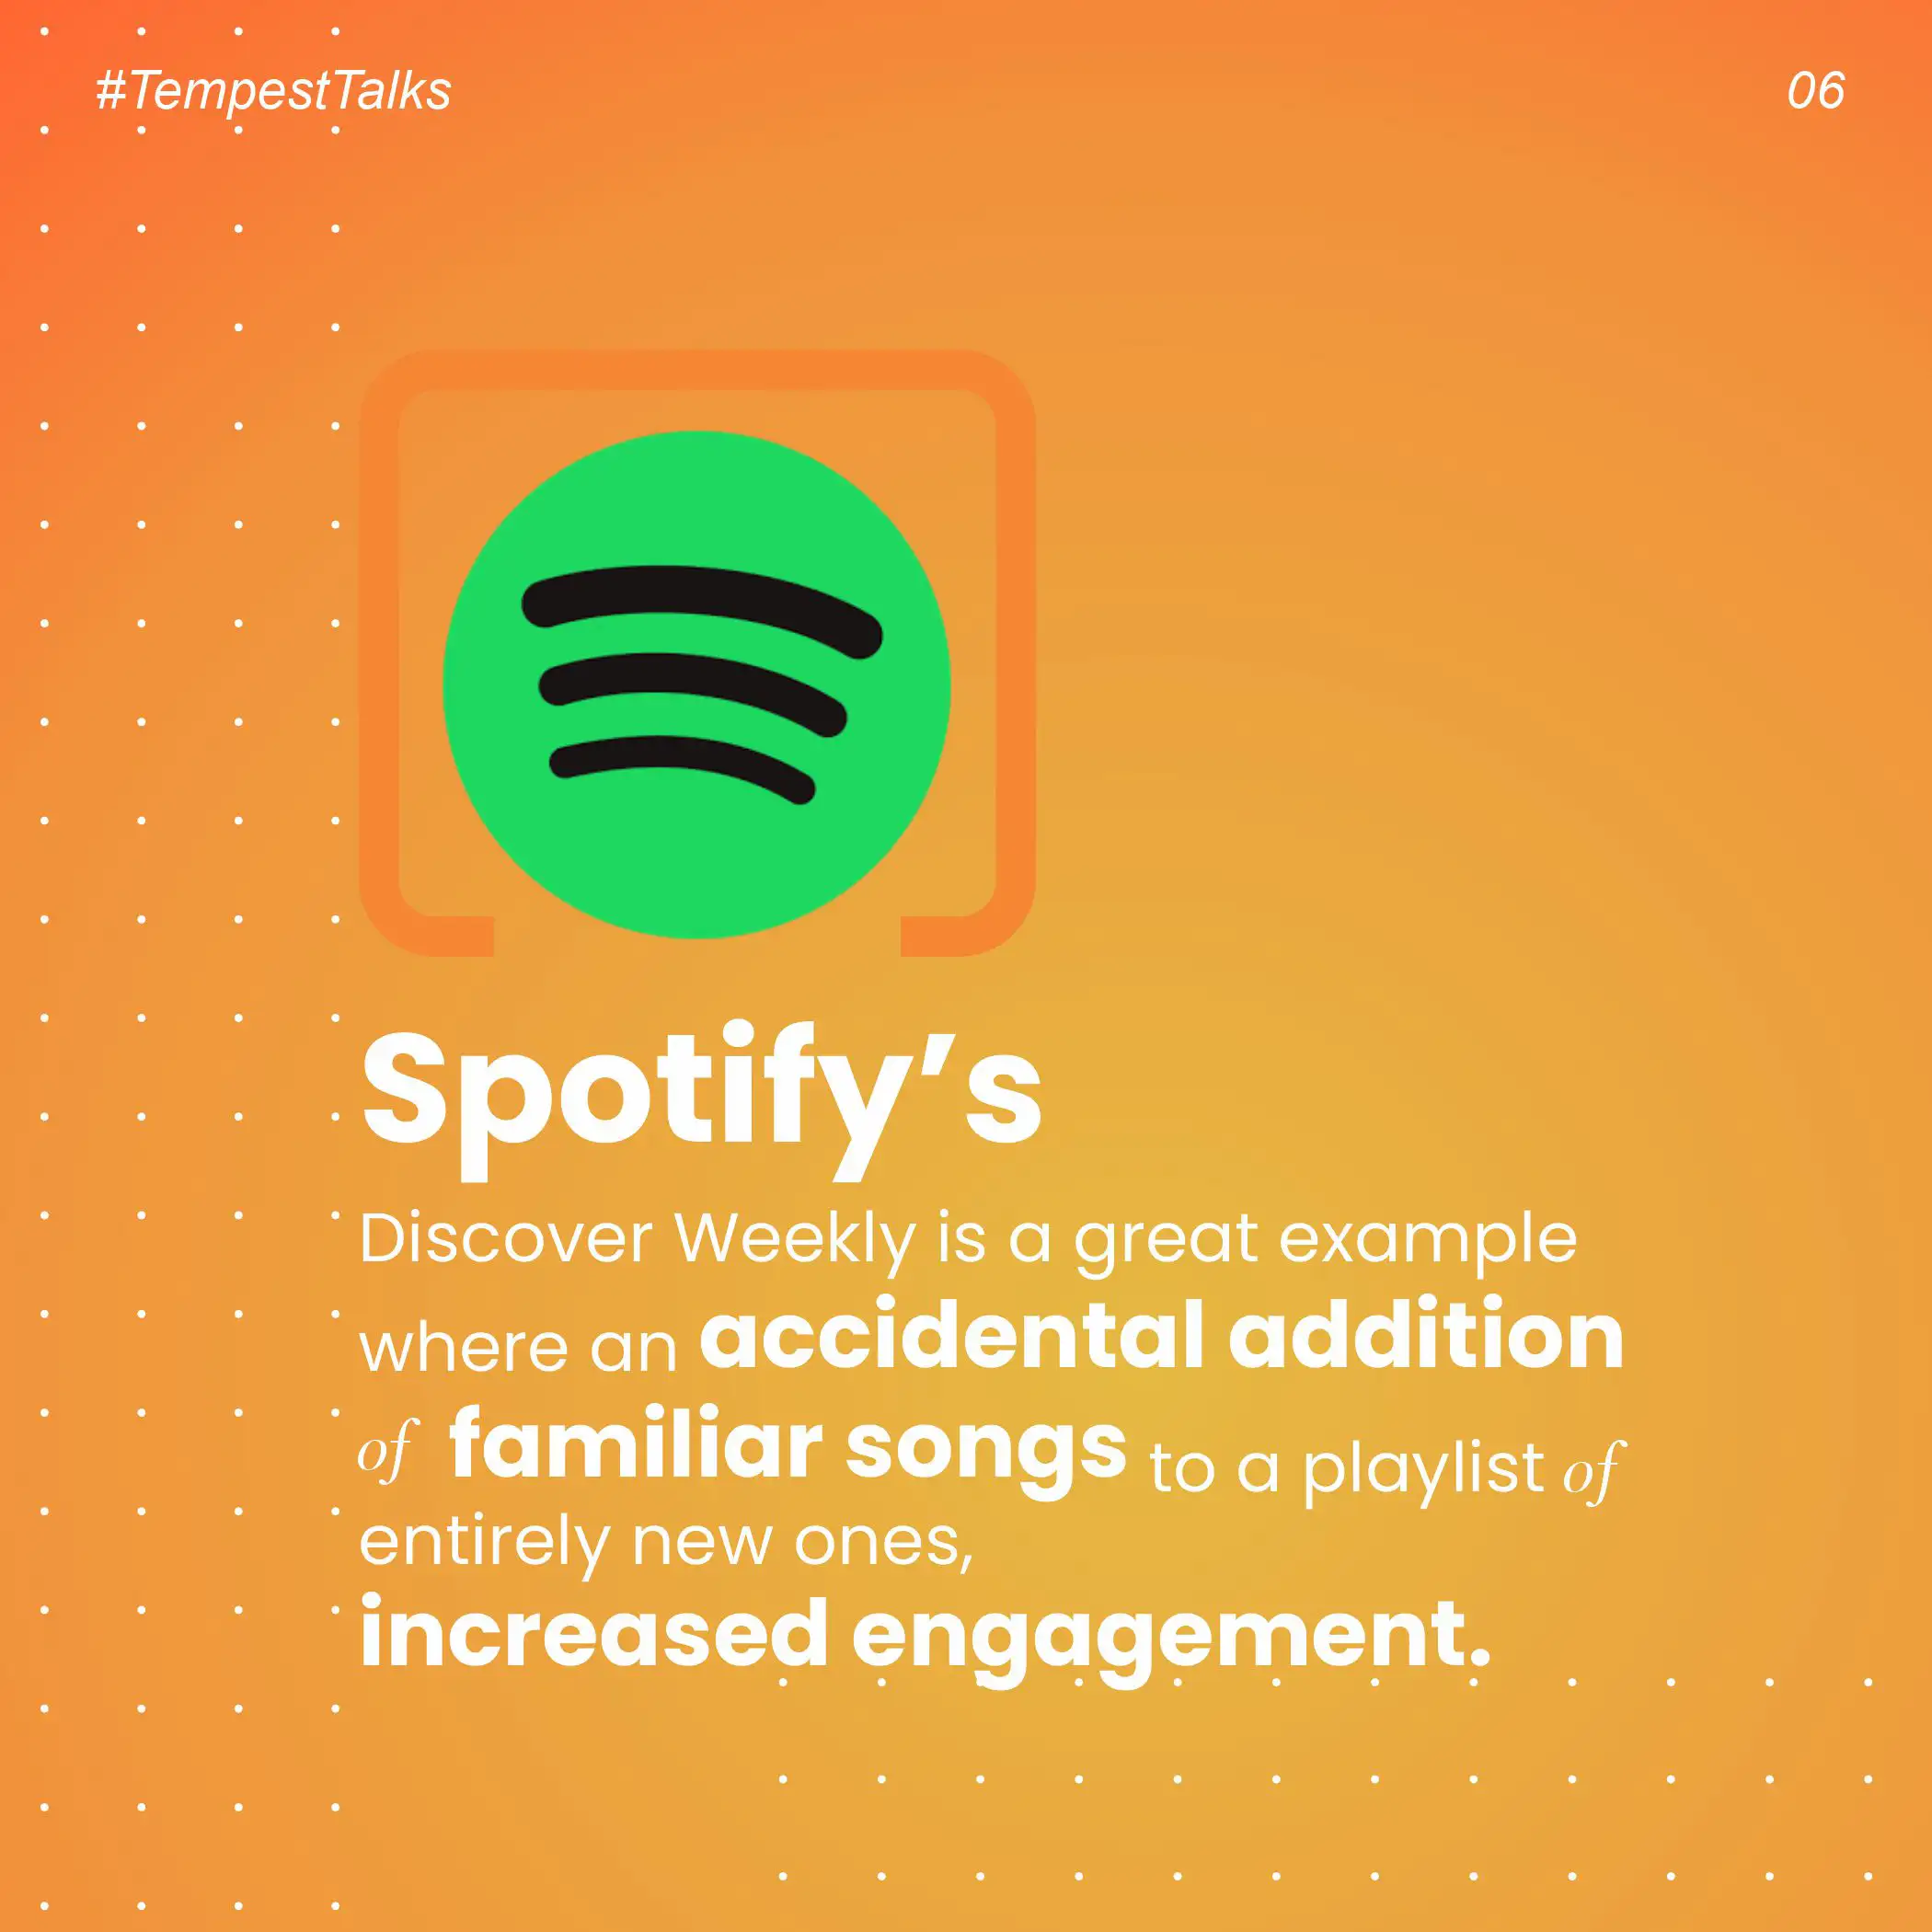 #TempestTalks
06
Spotify’s
Discover Weekly is a great example
where an accidental addition
of familiar songs to a playlist of
entirely new ones,
increased engagement.